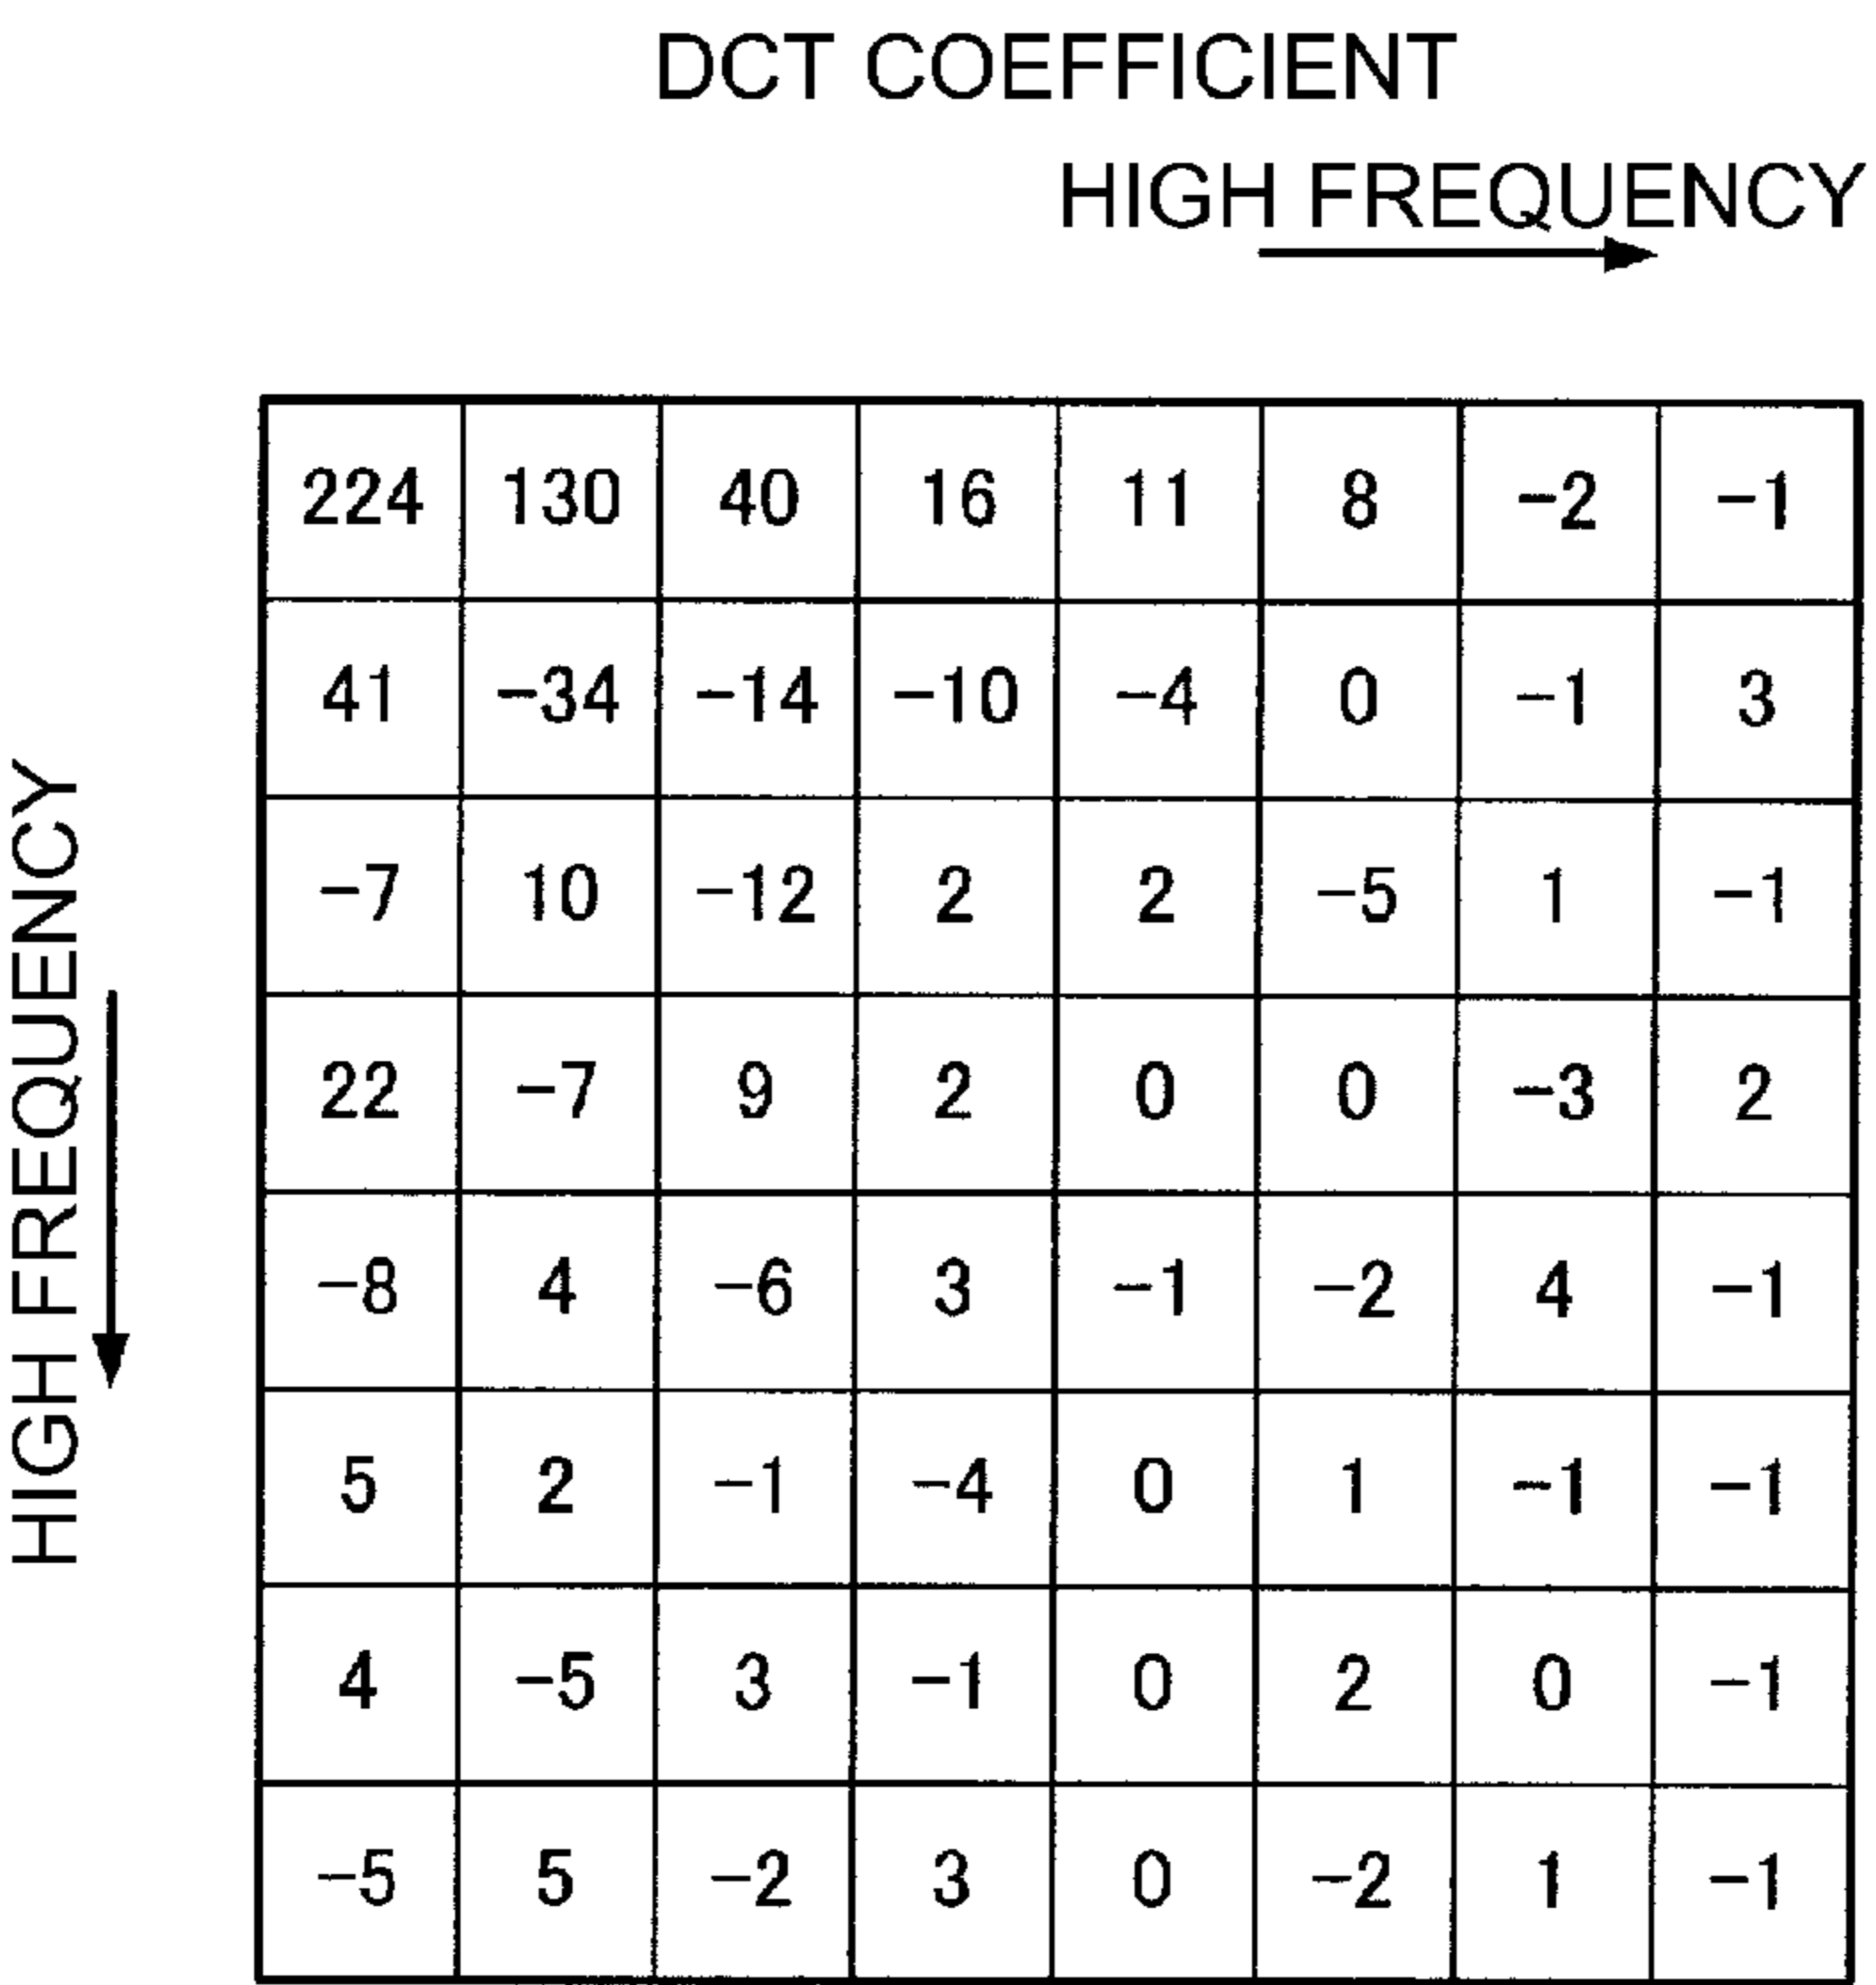 DCT COEFFICIENT
HIGH FREQUENCY
HIGH FREQUENCY
224 130 40 16 11 8 -2 -1
41 -34 -14 -10 -4 0 -1 3
-7 10 -12 2 2 -5 1 -1
22 -7 9 2 0 0 -3 2
-8 4 -6 3 -1 -2 4 -1
5 2 -1 -4 0 1 -1 -1
4 -5 3 -1 0 2 0 -1
-5 5 -2 3 0 -2 1 -1